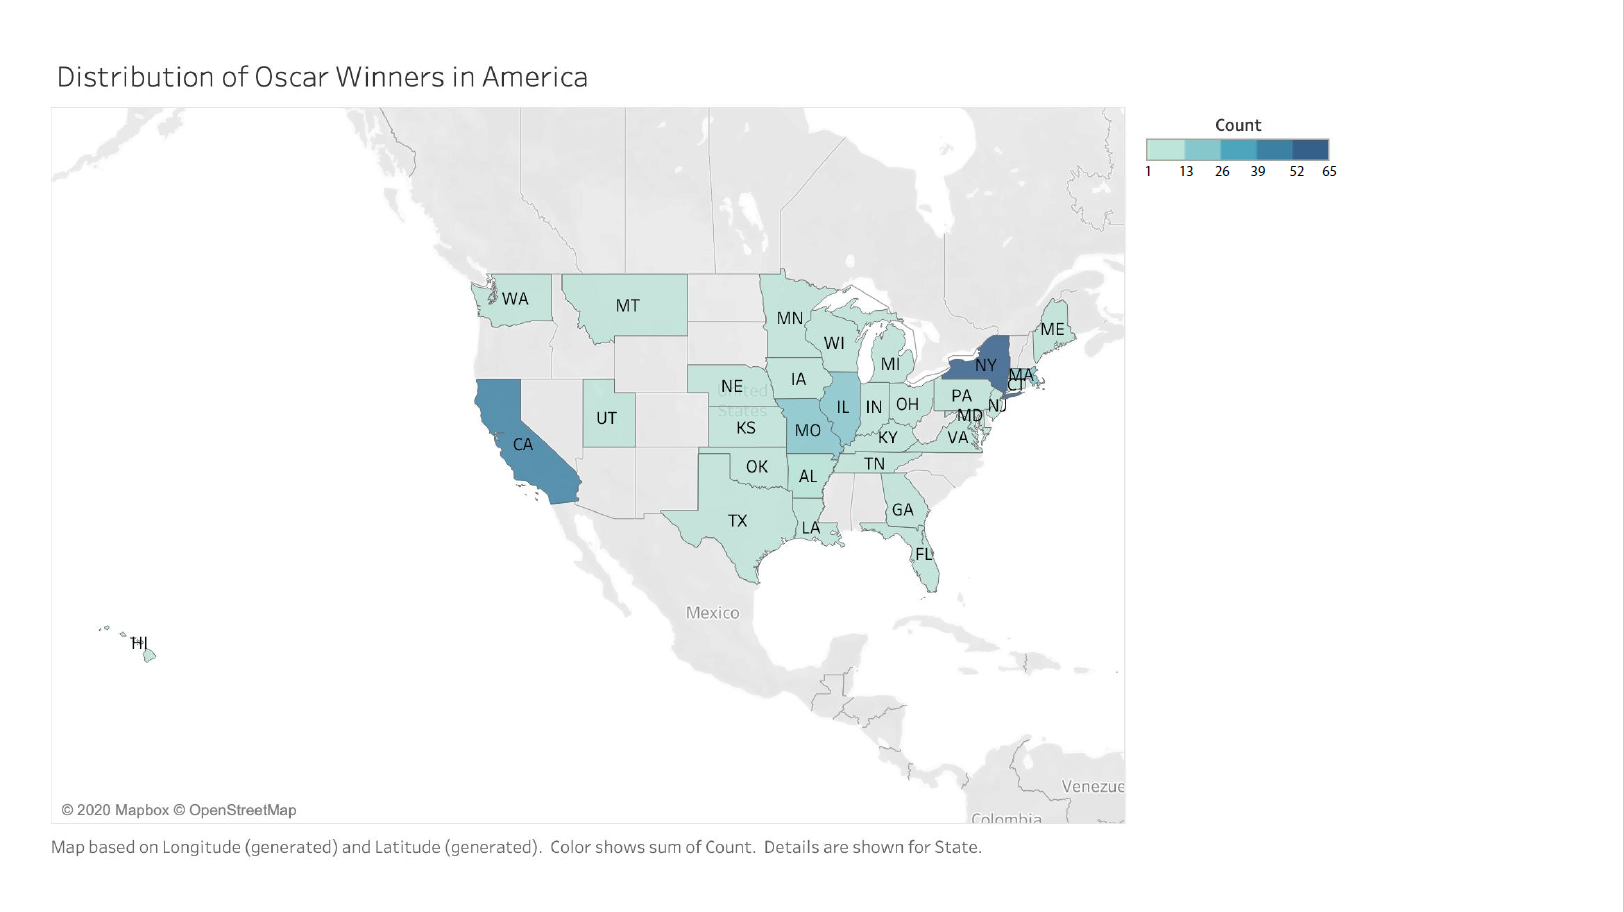 Distribution of Oscar Winners in America
Count
1 13 26 39 52 65
WA
MT
MN
ME
WI
NY
MI
MA
CT
NE
IA
United
States
IL
IN
OH
PA
NJ
MD
UT
KS
MO
KY
VA
CA
OK
AL
TN
TX
LA
GA
FL
Mexico
HI
Venezue
Colombia
© 2020 Mapbox © OpenStreetMap
Map based on Longitude (generated) and Latitude (generated). Color shows sum of Count. Details are shown for State.